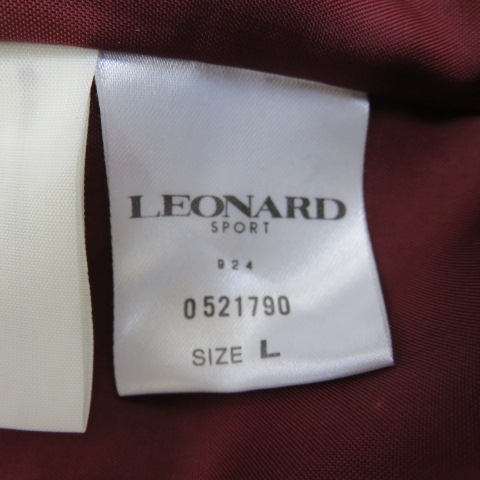 LEONARD
SPORT
924
0521790
SIZE L